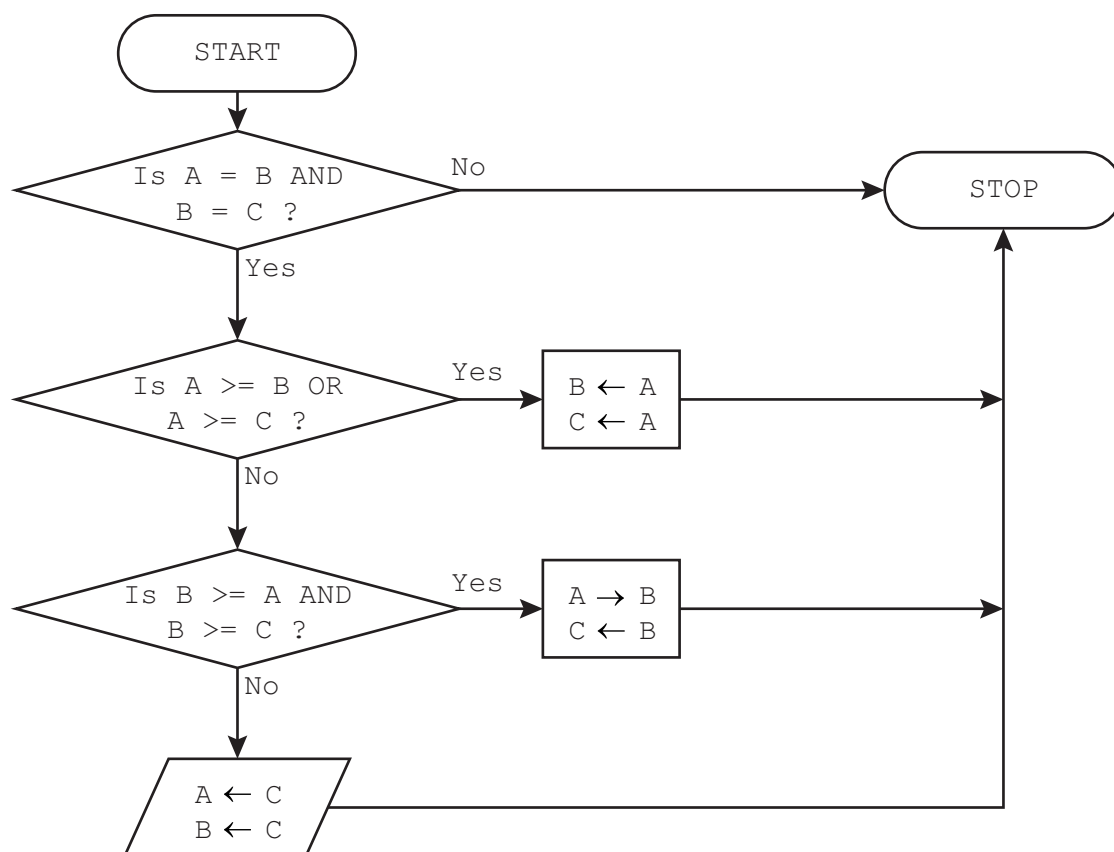 START
Is A = B AND
B = C ?
No
STOP
Yes
Is A >= B OR
A >= C ?
Yes
B ← A
C ← A
No
Is B >= A AND
B >= C ?
Yes
A → B
C ← B
No
A ← C
B ← C